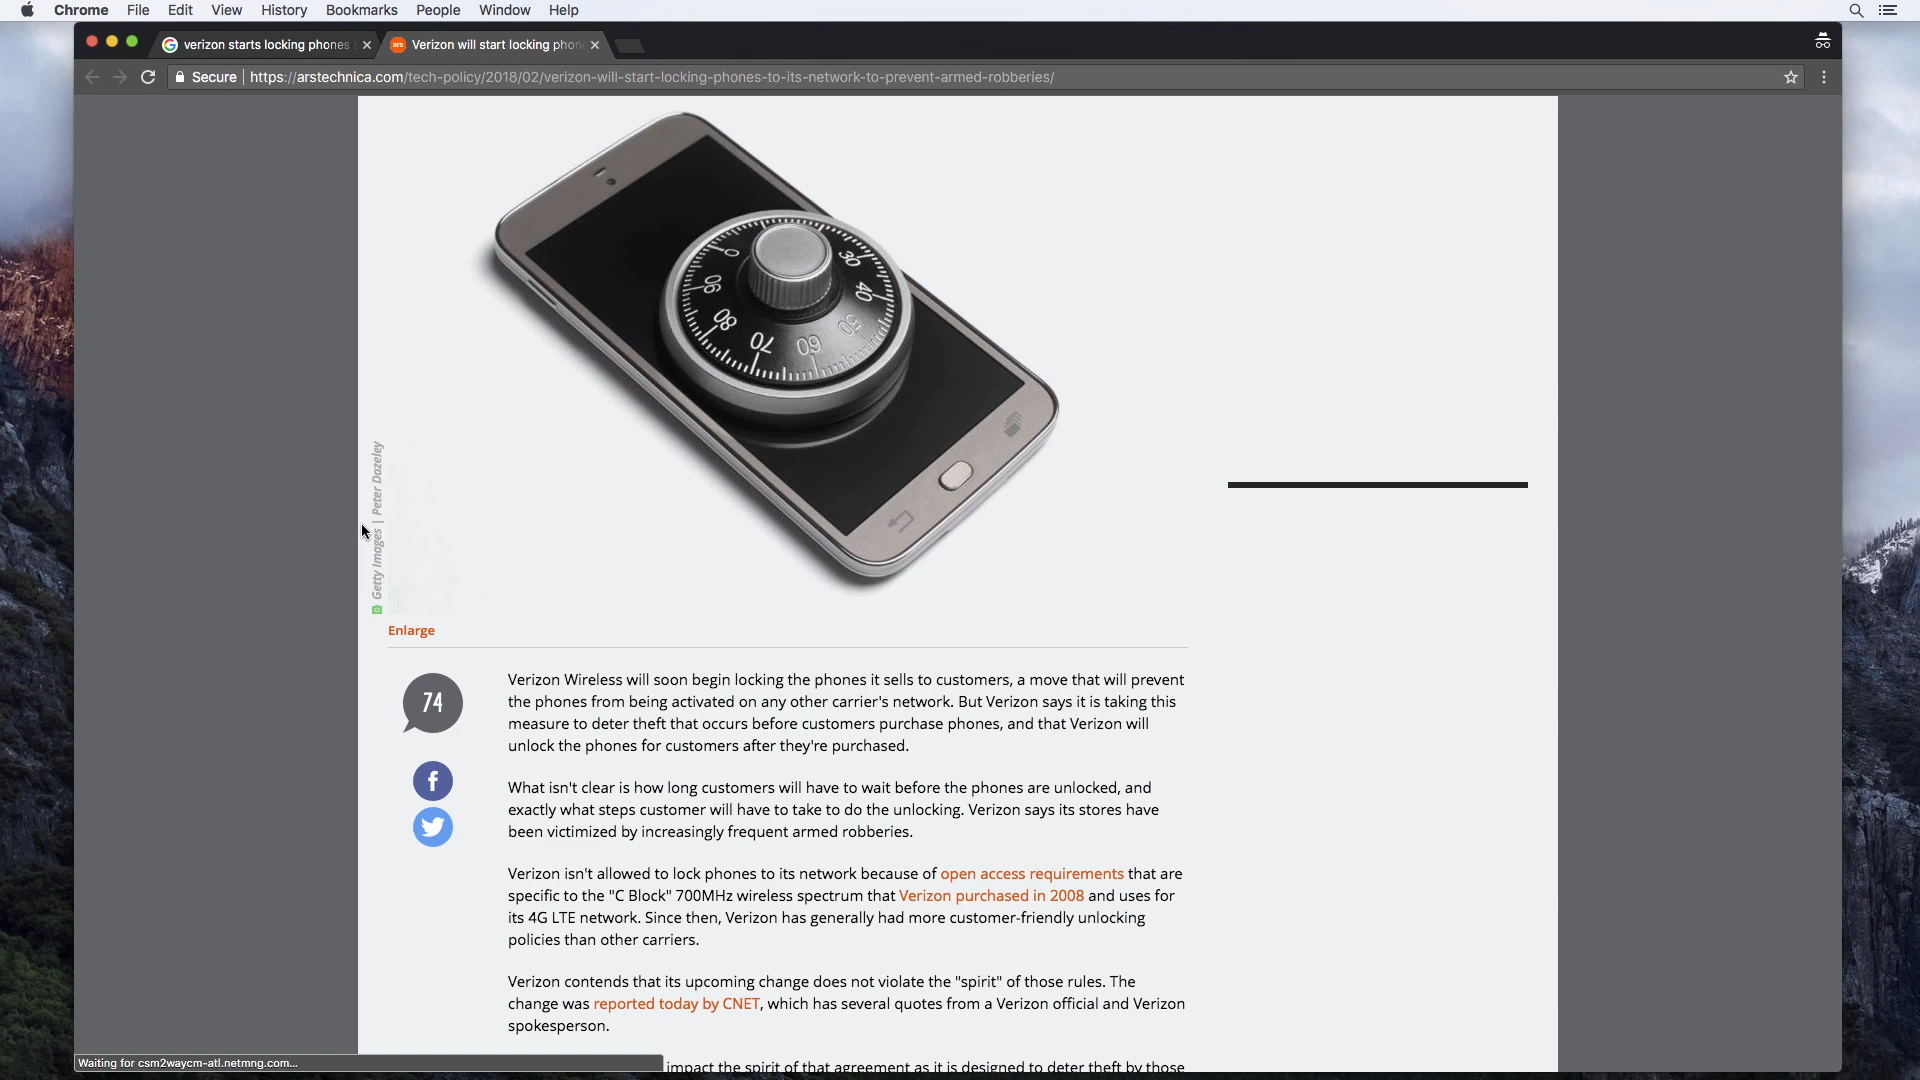 Chrome File Edit View History Bookmarks People Window Help
verizon starts locking phones
ars Verizon will start locking phon
Secure https://arstechnica.com/tech-policy/2018/02/verizon-will-start-locking-phones-to-its-network-to-prevent-armed-robberies/
0 30 40 50 60 70 80 90
Getty Images | Peter Dazeley
Enlarge
74
Verizon Wireless will soon begin locking the phones it sells to customers, a move that will prevent
the phones from being activated on any other carrier's network. But Verizon says it is taking this
measure to deter theft that occurs before customers purchase phones, and that Verizon will
unlock the phones for customers after they're purchased.
What isn't clear is how long customers will have to wait before the phones are unlocked, and
exactly what steps customer will have to take to do the unlocking. Verizon says its stores have
been victimized by increasingly frequent armed robberies.
Verizon isn't allowed to lock phones to its network because of open access requirements that are
specific to the "C Block" 700MHz wireless spectrum that Verizon purchased in 2008 and uses for
its 4G LTE network. Since then, Verizon has generally had more customer-friendly unlocking
policies than other carriers.
Verizon contends that its upcoming change does not violate the "spirit" of those rules. The
change was reported today by CNET, which has several quotes from a Verizon official and Verizon
spokesperson.
Waiting for csm2waycm-atl.netmng.com...
impact the spirit of that agreement as it is designed to deter theft by those